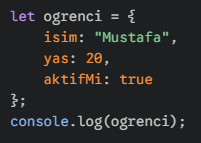 let ogrenci = {
    isim: "Mustafa",
    yas: 20,
    aktifMi: true
};
console.log(ogrenci);